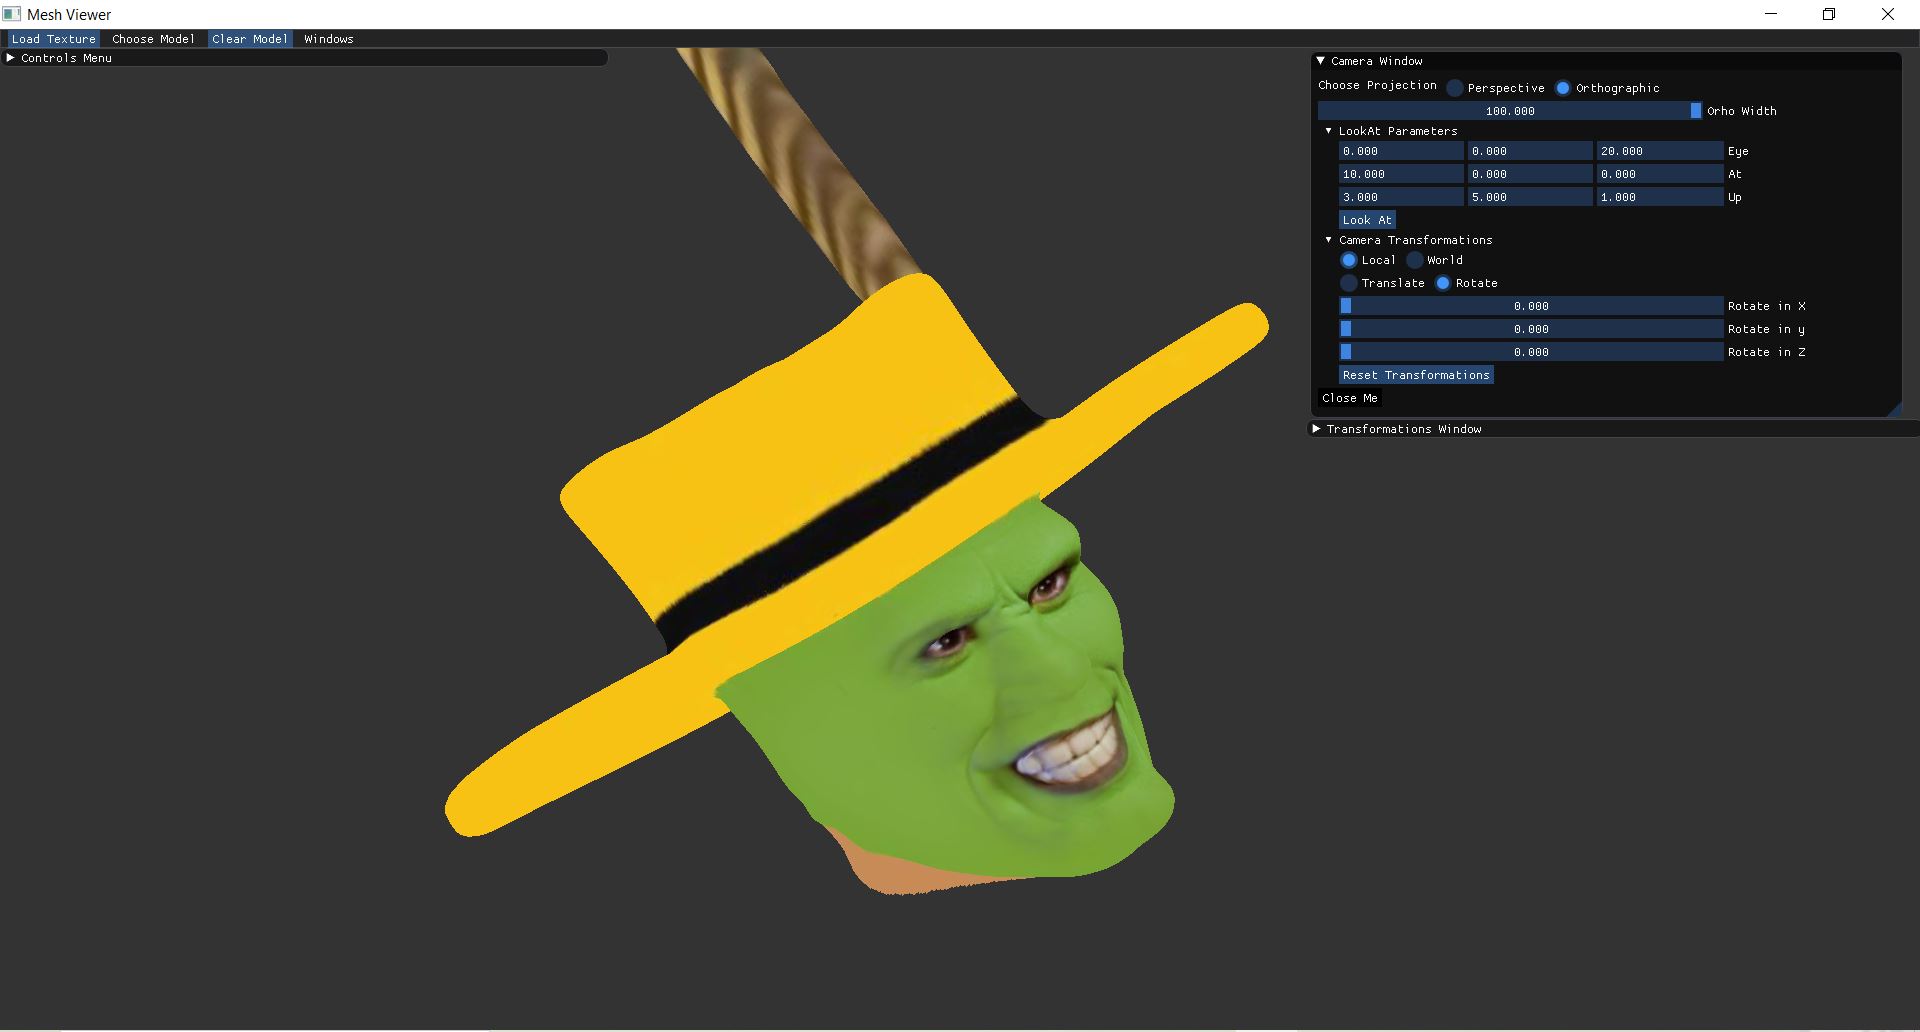 Mesh Viewer
Load Texture Choose Model Clear Model Windows
Controls Menu
Camera Window
Choose Projection Perspective Orthographic
100.000 Orho Width
LookAt Parameters
0.000 0.000 20.000 Eye
10.000 0.000 0.000 At
3.000 5.000 1.000 Up
Look At
Camera Transformations
Local World
Translate Rotate
0.000 Rotate in X
0.000 Rotate in y
0.000 Rotate in Z
Reset Transformations
Close Me
Transformations Window